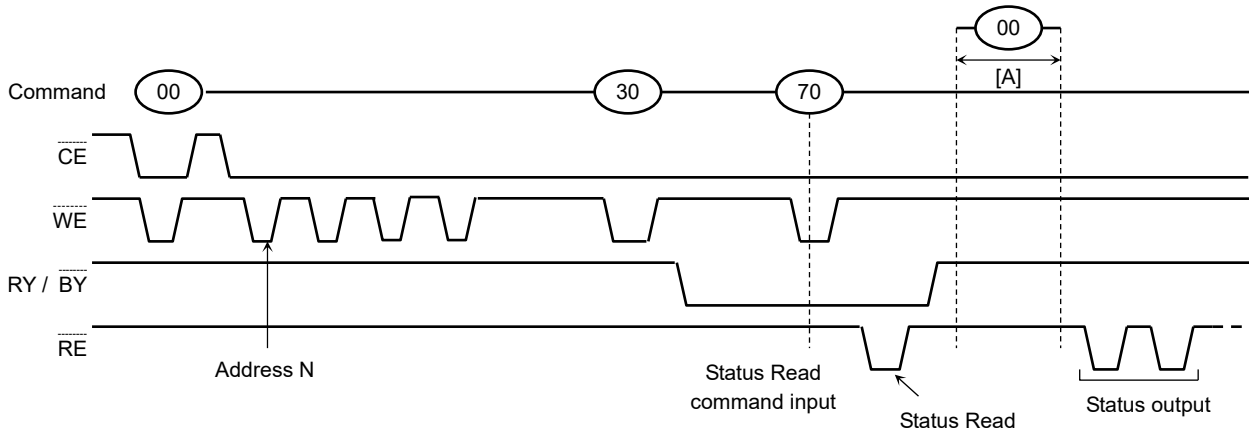 00
[A]
Command 00 30 70
CE
WE
RY / BY
RE
Address N
Status Read
command input
Status Read
Status output